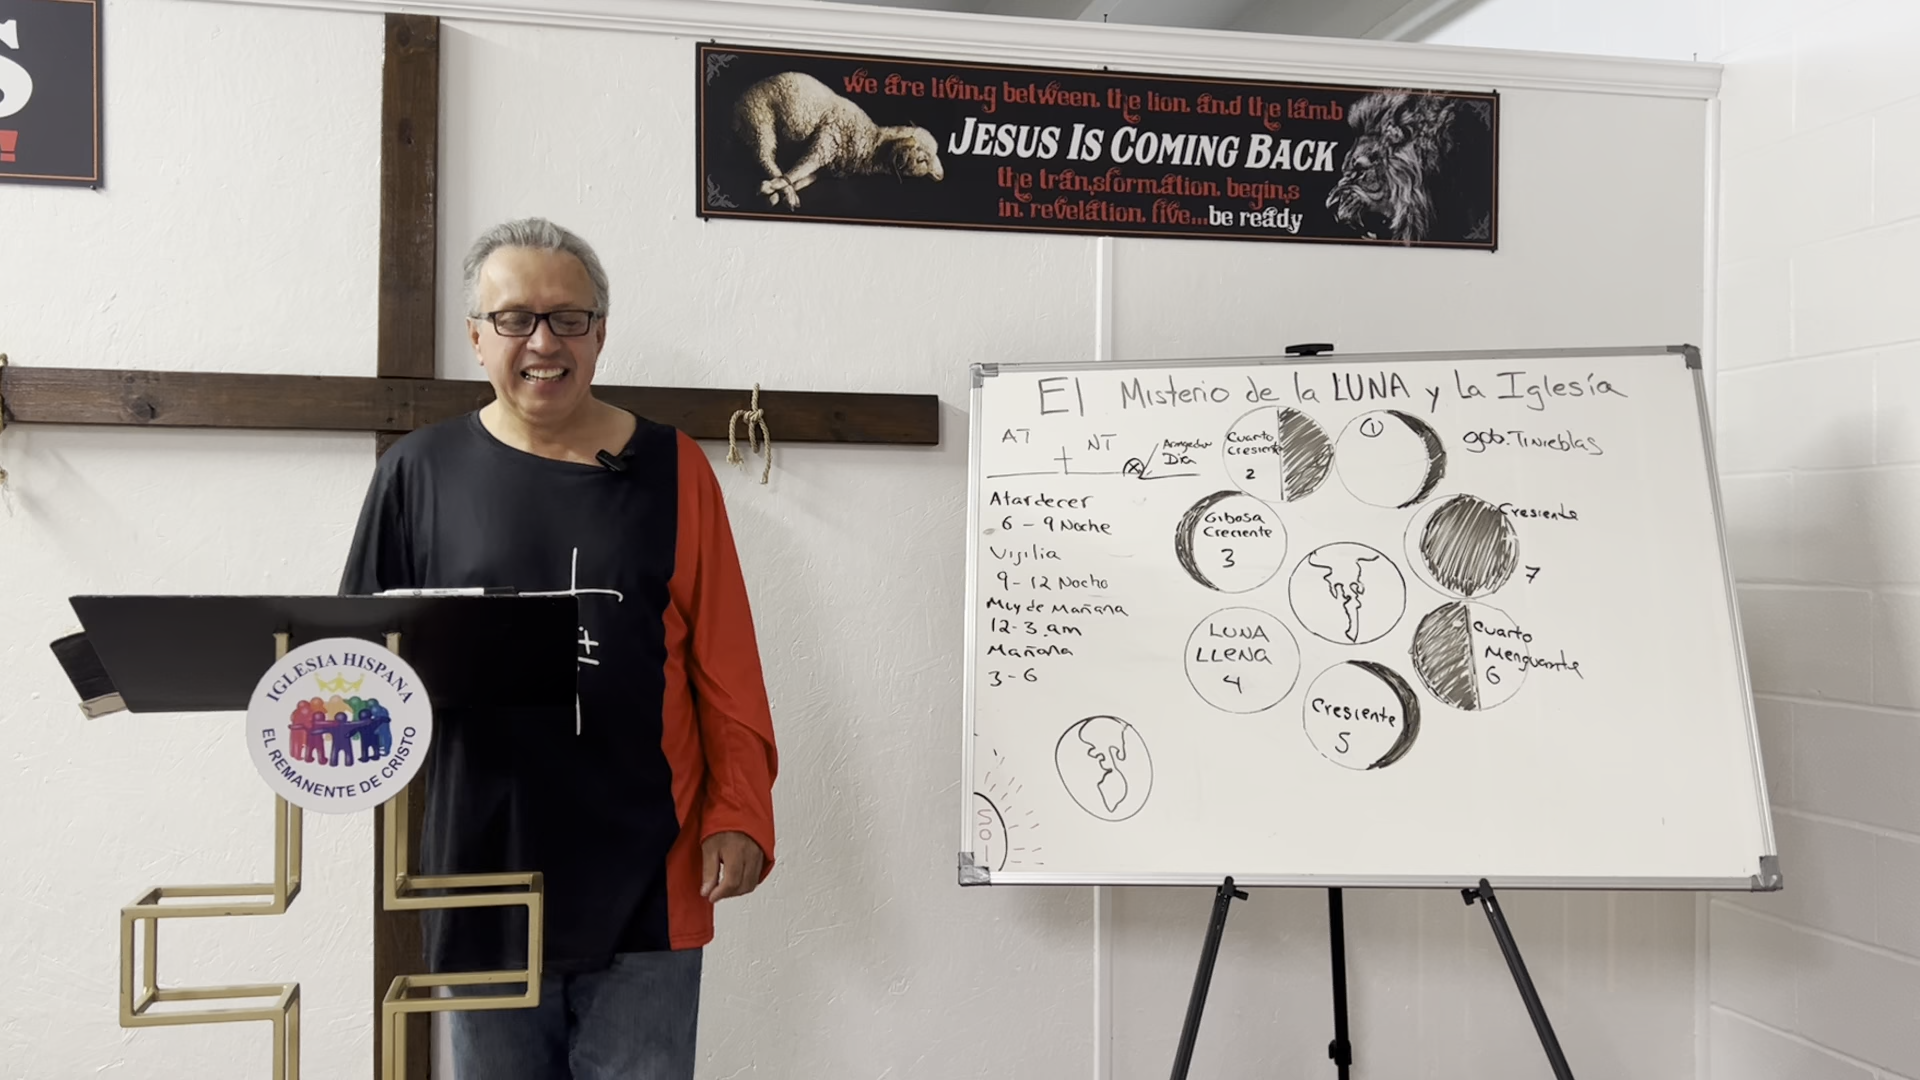 S
!
we are living between the lion and the lamb
JESUS IS COMING BACK
the transformation begins
in revelation five...be ready
El Misterio de la LUNA y La Iglesía
AT
NT
X
Dia
Cuarto
Cresiente
2
1
gob. Tinieblas
Atardecer
6 - 9 Noche
Vigilia
9 - 12 Noche
Muy de Mañana
12-3 am
Mañana
3 - 6
Gibosa
Creciente
3
Cresiente
7
LUNA
LLENA
4
Cresiente
5
Cuarto
Menguante
6
SOl
IGLESIA HISPANA
EL REMANENTE DE CRISTO